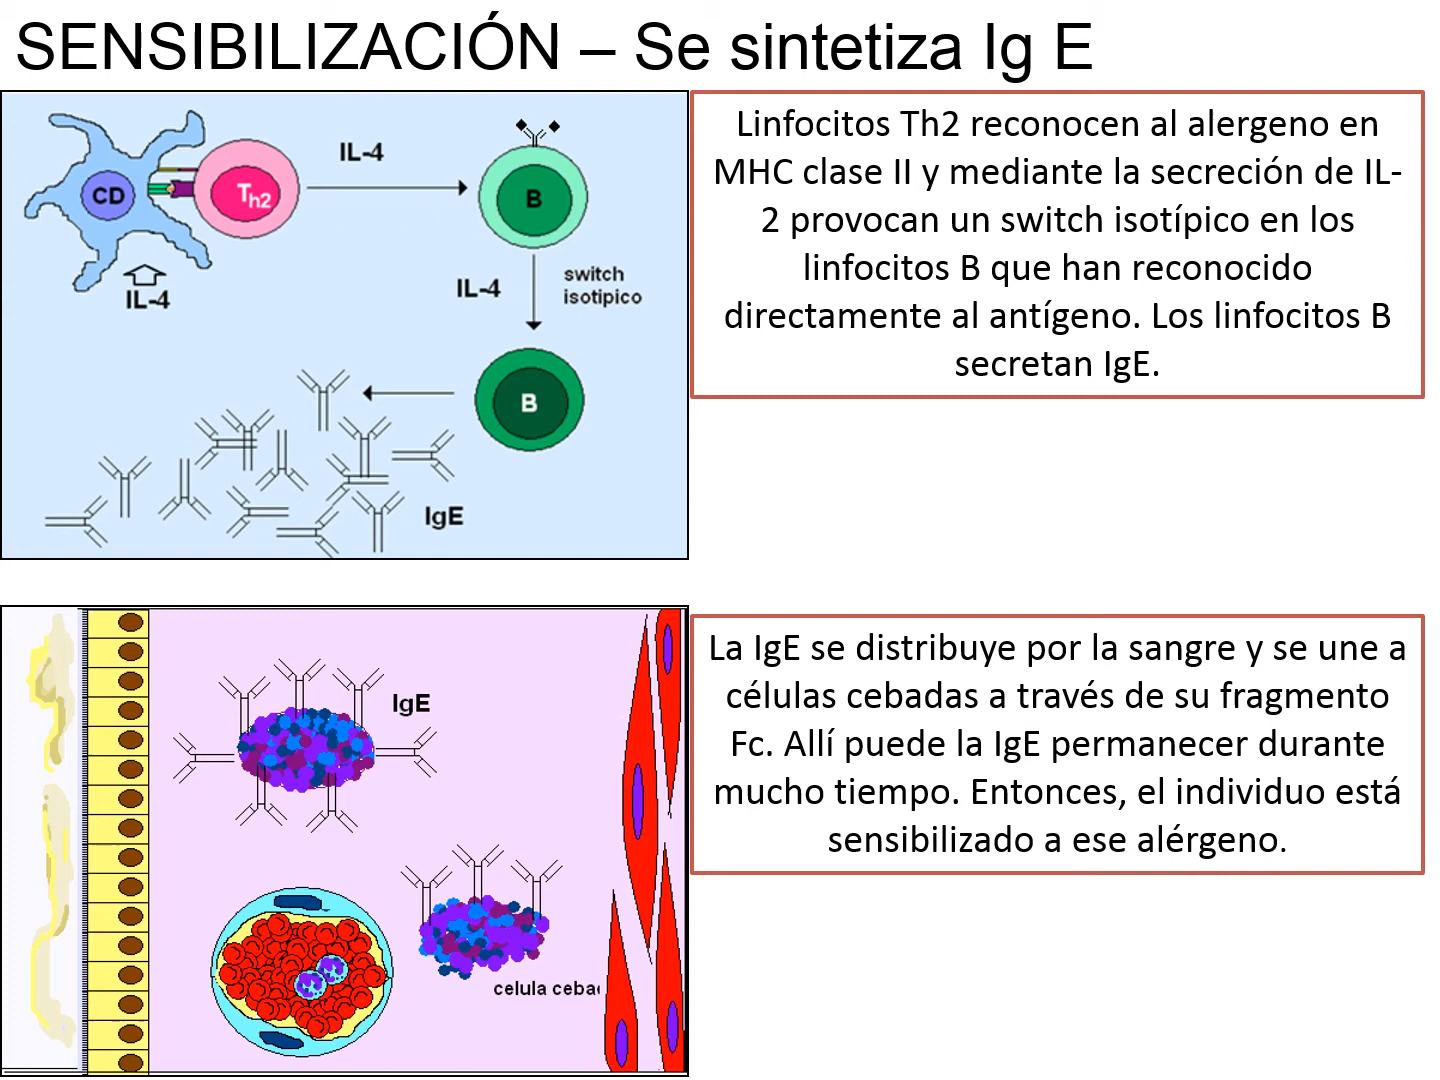 SENSIBILIZACIÓN – Se sintetiza Ig E
CD
Th2
IL-4
B
IL-4
IL-4
switch
isotipico
B
IgE
Linfocitos Th2 reconocen al alergeno en
MHC clase II y mediante la secreción de IL-
2 provocan un switch isotípico en los
linfocitos B que han reconocido
directamente al antígeno. Los linfocitos B
secretan IgE.
IgE
celula ceba
La IgE se distribuye por la sangre y se une a
células cebadas a través de su fragmento
Fc. Allí puede la IgE permanecer durante
mucho tiempo. Entonces, el individuo está
sensibilizado a ese alérgeno.